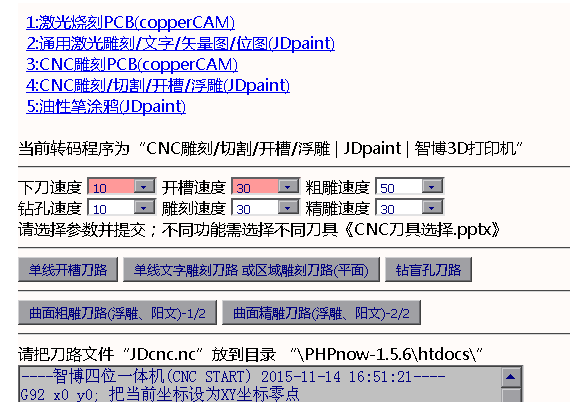 1:激光烧刻PCB(copperCAM)
2:通用激光雕刻/文字/矢量图/位图(JDpaint)
3:CNC雕刻PCB(copperCAM)
4:CNC雕刻/切割/开槽/浮雕(JDpaint)
5:油性笔涂鸦(JDpaint)
当前转码程序为“CNC雕刻/切割/开槽/浮雕 | JDpaint | 智博3D打印机”
下刀速度 10 开槽速度 30 粗雕速度 50
钻孔速度 10 雕刻速度 30 精雕速度 30
请选择参数并提交；不同功能需选择不同刀具《CNC刀具选择.pptx》
单线开槽刀路 单线文字雕刻刀路 或区域雕刻刀路(平面) 钻盲孔刀路
曲面粗雕刀路(浮雕、阳文)-1/2 曲面精雕刀路(浮雕、阳文)-2/2
请把刀路文件“JDcnc.nc”放到目录 “\PHPnow-1.5.6\htdocs\”
----智博四位一体机(CNC START) 2015-11-14 16:51:21----
G92 x0 y0; 把当前坐标设为XY坐标零点